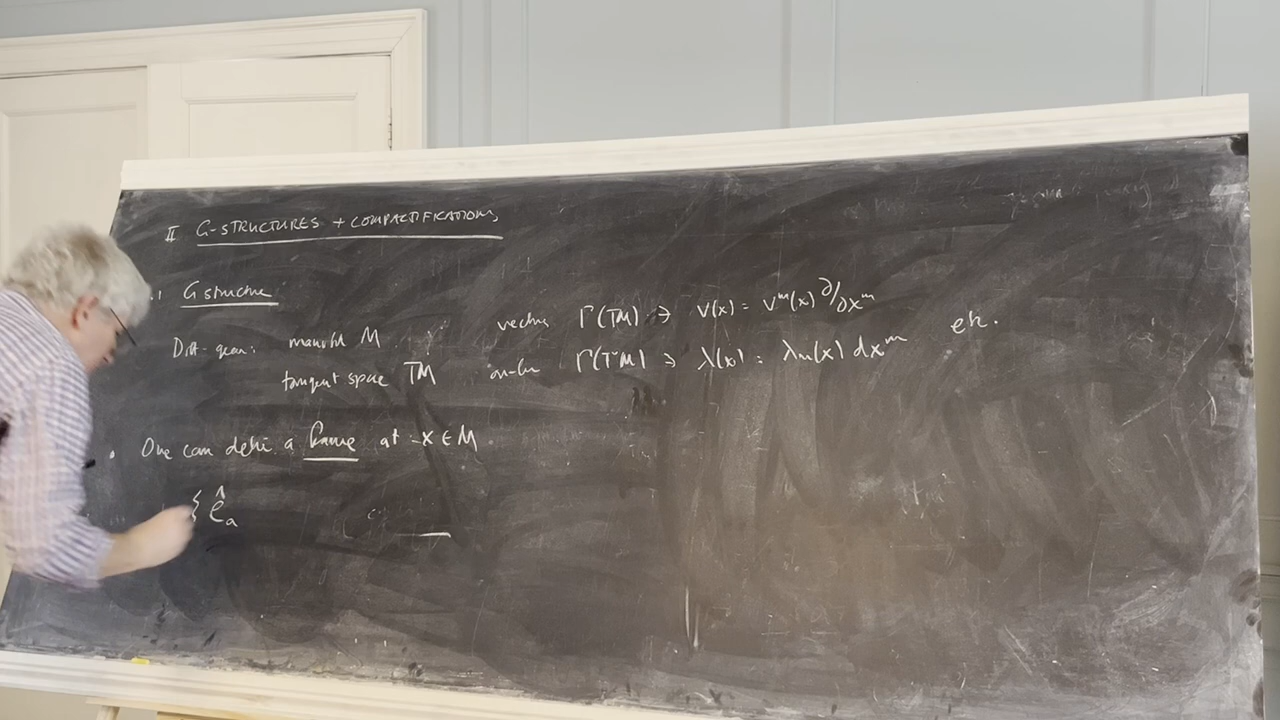 II G-STRUCTURES + COMPACTIFICATIONS
.1 G structure
Diff. geom: manifold M vectors Γ(TM) ∋ V(x) = V^m(x) ∂/∂x^m
tangent space TM one-forms Γ(T*M) ∋ λ(x) = λ_m(x) dx^m etc.
• One can define a frame at x ∈ M
{ ê_a